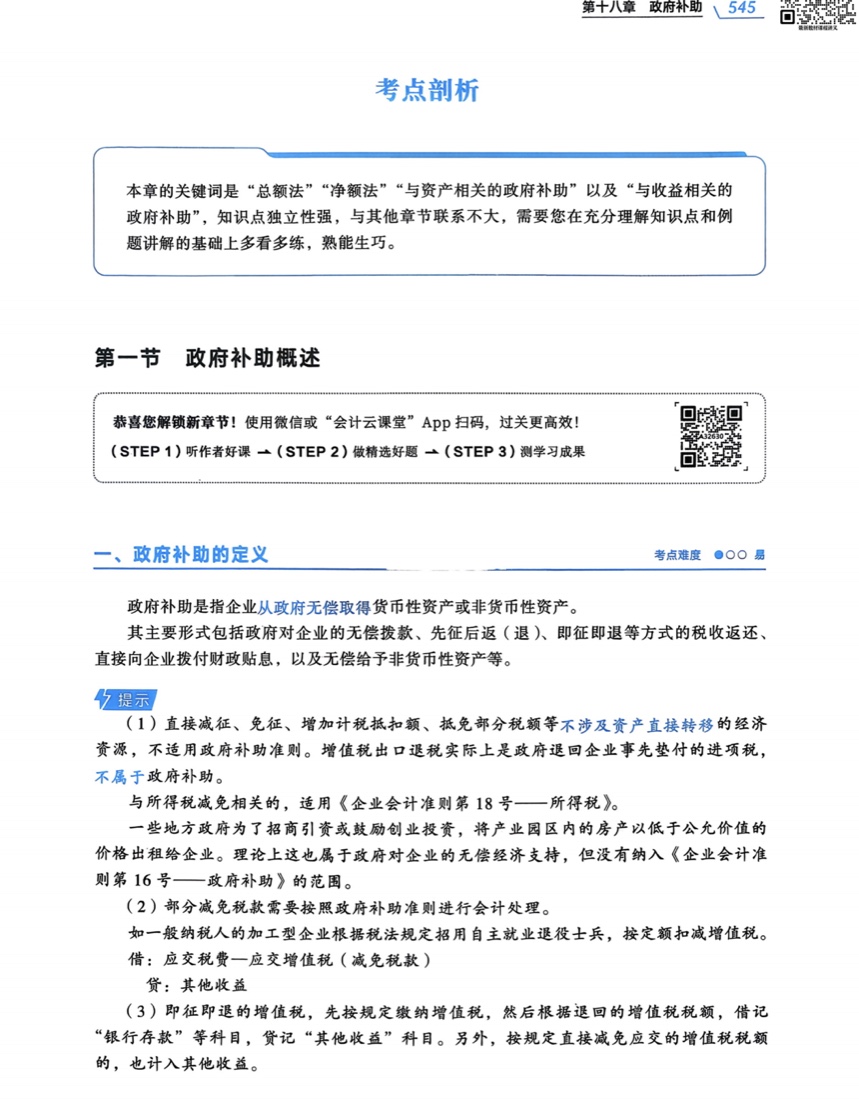 第十八章 政府补助 545
考点剖析
本章的关键词是“总额法”“净额法”“与资产相关的政府补助”以及“与收益相关的
政府补助”，知识点独立性强，与其他章节联系不大，需要您在充分理解知识点和例
题讲解的基础上多看多练，熟能生巧。
第一节 政府补助概述
恭喜您解锁新章节！使用微信或“会计云课堂”App 扫码，过关更高效！
（STEP 1）听作者好课 ⇀（STEP 2）做精选好题 ⇀（STEP 3）测学习成果
一、政府补助的定义 考点难度 ●○○ 易
政府补助是指企业从政府无偿取得货币性资产或非货币性资产。
其主要形式包括政府对企业的无偿拨款、先征后返（退）、即征即退等方式的税收返还、
直接向企业拨付财政贴息，以及无偿给予非货币性资产等。
提示
（1）直接减征、免征、增加计税抵扣额、抵免部分税额等不涉及资产直接转移的经济
资源，不适用政府补助准则。增值税出口退税实际上是政府退回企业事先垫付的进项税，
不属于政府补助。
与所得税减免相关的，适用《企业会计准则第 18 号——所得税》。
一些地方政府为了招商引资或鼓励创业投资，将产业园区内的房产以低于公允价值的
价格出租给企业。理论上这也属于政府对企业的无偿经济支持，但没有纳入《企业会计准
则第 16 号——政府补助》的范围。
（2）部分减免税款需要按照政府补助准则进行会计处理。
如一般纳税人的加工型企业根据税法规定招用自主就业退役士兵，按定额扣减增值税。
借：应交税费—应交增值税（减免税款）
贷：其他收益
（3）即征即退的增值税，先按规定缴纳增值税，然后根据退回的增值税税额，借记
“银行存款”等科目，贷记“其他收益”科目。另外，按规定直接减免应交的增值税税额
的，也计入其他收益。